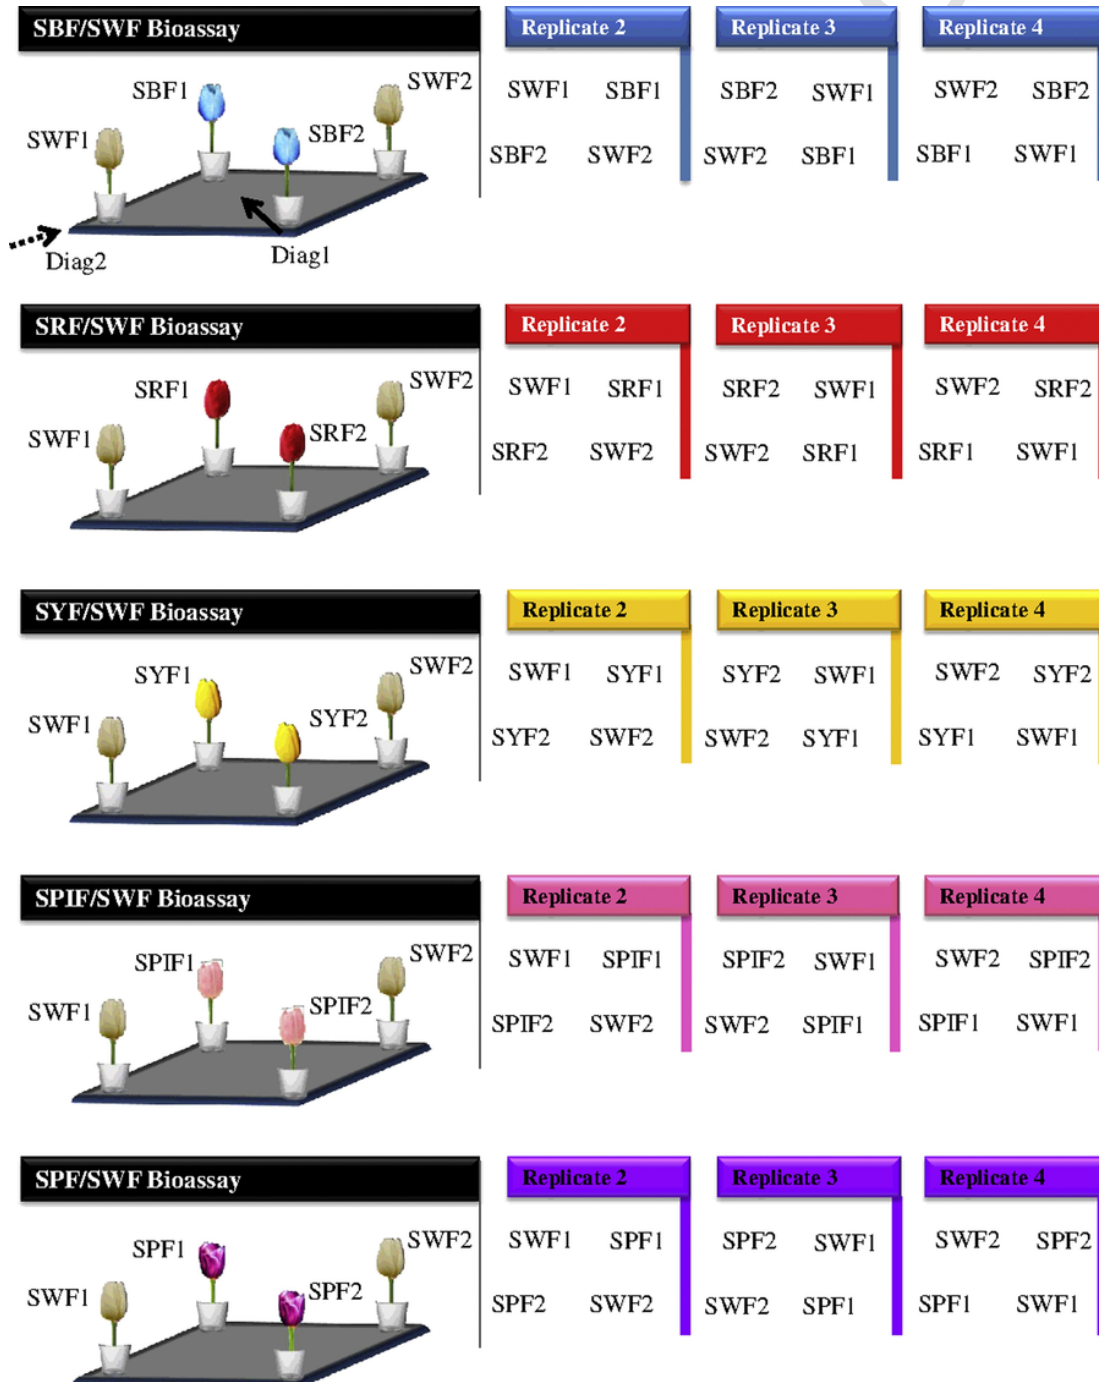 SBF/SWF Bioassay Replicate 2 Replicate 3 Replicate 4
SBF1 SWF2 SWF1 SBF1 SBF2 SWF1 SWF2 SBF2
SWF1 SBF2 SBF2 SWF2 SWF2 SBF1 SBF1 SWF1
Diag2 Diag1
SRF/SWF Bioassay Replicate 2 Replicate 3 Replicate 4
SRF1 SWF2 SWF1 SRF1 SRF2 SWF1 SWF2 SRF2
SWF1 SRF2 SRF2 SWF2 SWF2 SRF1 SRF1 SWF1
SYF/SWF Bioassay Replicate 2 Replicate 3 Replicate 4
SYF1 SWF2 SWF1 SYF1 SYF2 SWF1 SWF2 SYF2
SWF1 SYF2 SYF2 SWF2 SWF2 SYF1 SYF1 SWF1
SPIF/SWF Bioassay Replicate 2 Replicate 3 Replicate 4
SPIF1 SWF2 SWF1 SPIF1 SPIF2 SWF1 SWF2 SPIF2
SWF1 SPIF2 SPIF2 SWF2 SWF2 SPIF1 SPIF1 SWF1
SPF/SWF Bioassay Replicate 2 Replicate 3 Replicate 4
SPF1 SWF2 SWF1 SPF1 SPF2 SWF1 SWF2 SPF2
SWF1 SPF2 SPF2 SWF2 SWF2 SPF1 SPF1 SWF1